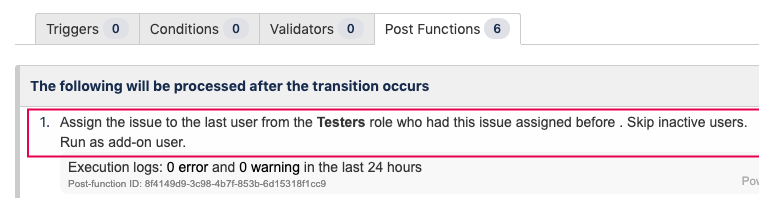 Triggers 0 Conditions 0 Validators 0 Post Functions 6
The following will be processed after the transition occurs
1. Assign the issue to the last user from the Testers role who had this issue assigned before . Skip inactive users.
Run as add-on user.
Execution logs: 0 error and 0 warning in the last 24 hours
Post-function ID: 8f4149d9-3c98-4b7f-853b-6d15318f1cc9